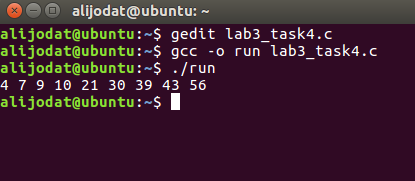 alijodat@ubuntu: ~
alijodat@ubuntu:~$ gedit lab3_task4.c
alijodat@ubuntu:~$ gcc -o run lab3_task4.c
alijodat@ubuntu:~$ ./run
4 7 9 10 21 30 39 43 56
alijodat@ubuntu:~$